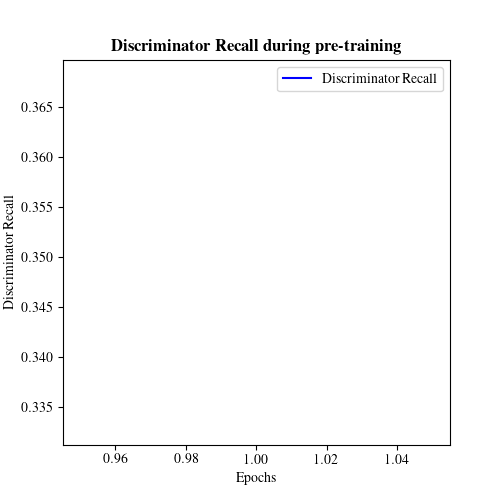 Discriminator Recall during pre-training
Discriminator Recall
0.365
0.360
0.355
0.350
0.345
0.340
0.335
Discriminator Recall
0.96 0.98 1.00 1.02 1.04
Epochs